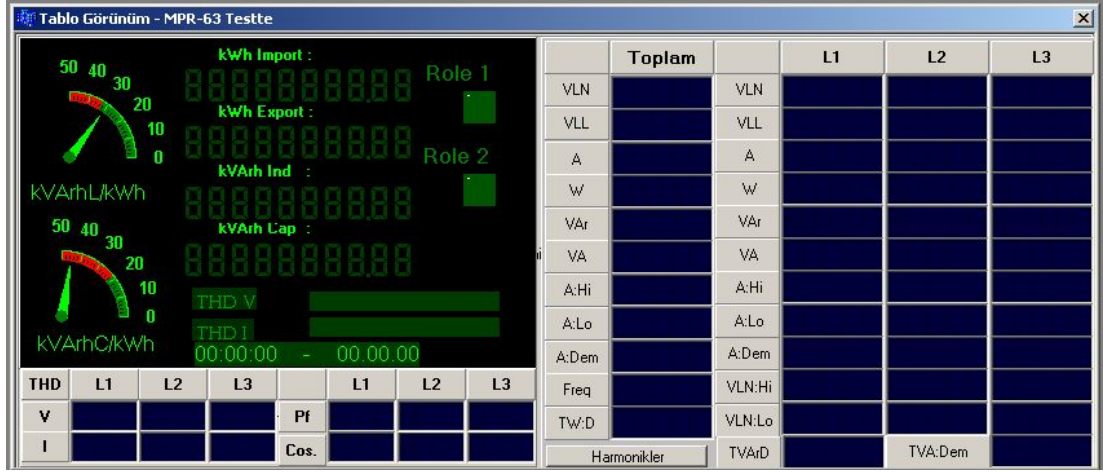 Tablo Görünüm - MPR-63 Testte
50 40 30 20 10 0
kVArhL/kWh
50 40 30 20 10 0
kVArhC/kWh
kWh Import :
kWh Export :
kVArh Ind :
kVArh Cap :
Role 1
Role 2
THD V
THD I
00:00:00 - 00.00.00
THD L1 L2 L3 L1 L2 L3
V Pf
I Cos.
Toplam L1 L2 L3
VLN VLN
VLL VLL
A A
W W
VAr VAr
VA VA
A:Hi A:Hi
A:Lo A:Lo
A:Dem A:Dem
Freq VLN:Hi
TW:D VLN:Lo
Harmonikler TVArD TVA:Dem